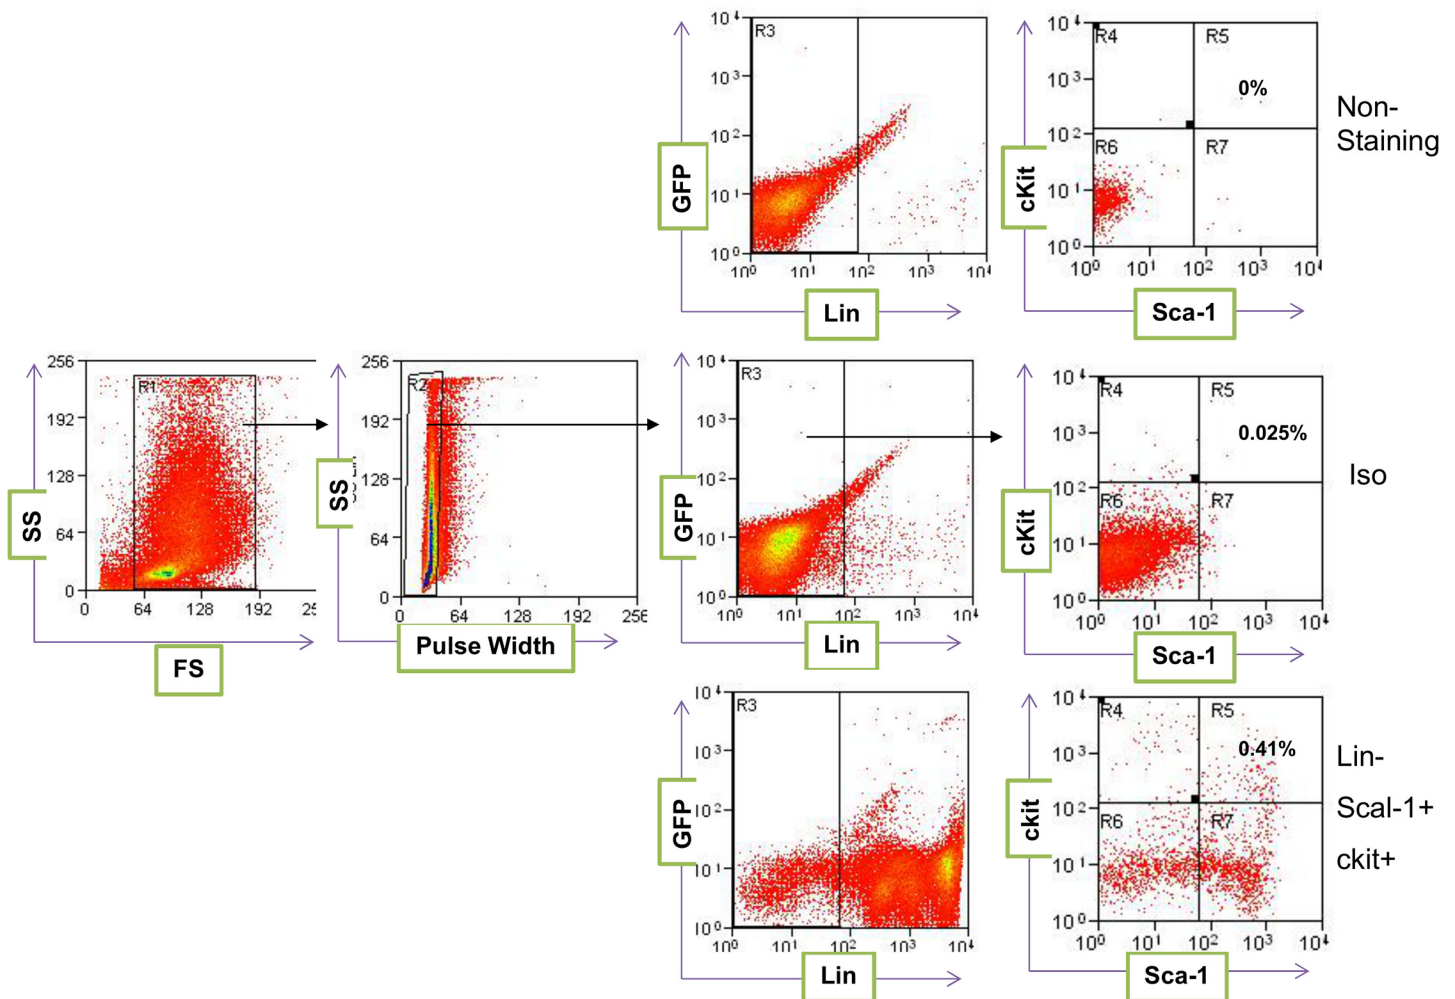 10⁴
R3
10³
10²
GFP
10¹
10⁰
10⁰ 10¹ 10² 10³ 10⁴
Lin
10⁴
R4 R5
0%
10³
10²
cKit
R6 R7
10¹
10⁰
10⁰ 10¹ 10² 10³ 10⁴
Sca-1
Non-
Staining
256
R1
192
128
SS
64
0
0 64 128 192
FS
256
R2
192
SS
128
64
0
0 64 128 192 256
Pulse Width
10⁴
R3
10³
10²
GFP
10¹
10⁰
10⁰ 10¹ 10² 10³ 10⁴
Lin
10⁴
R4 R5
0.025%
10³
10²
cKit
R6 R7
10¹
10⁰
10⁰ 10¹ 10² 10³ 10⁴
Sca-1
Iso
10⁴
R3
10³
10²
GFP
10¹
10⁰
10⁰ 10¹ 10² 10³ 10⁴
Lin
10⁴
R4 R5
0.41%
10³
10²
ckit
R6 R7
10¹
10⁰
10⁰ 10¹ 10² 10³ 10⁴
Sca-1
Lin-
Scal-1+
ckit+